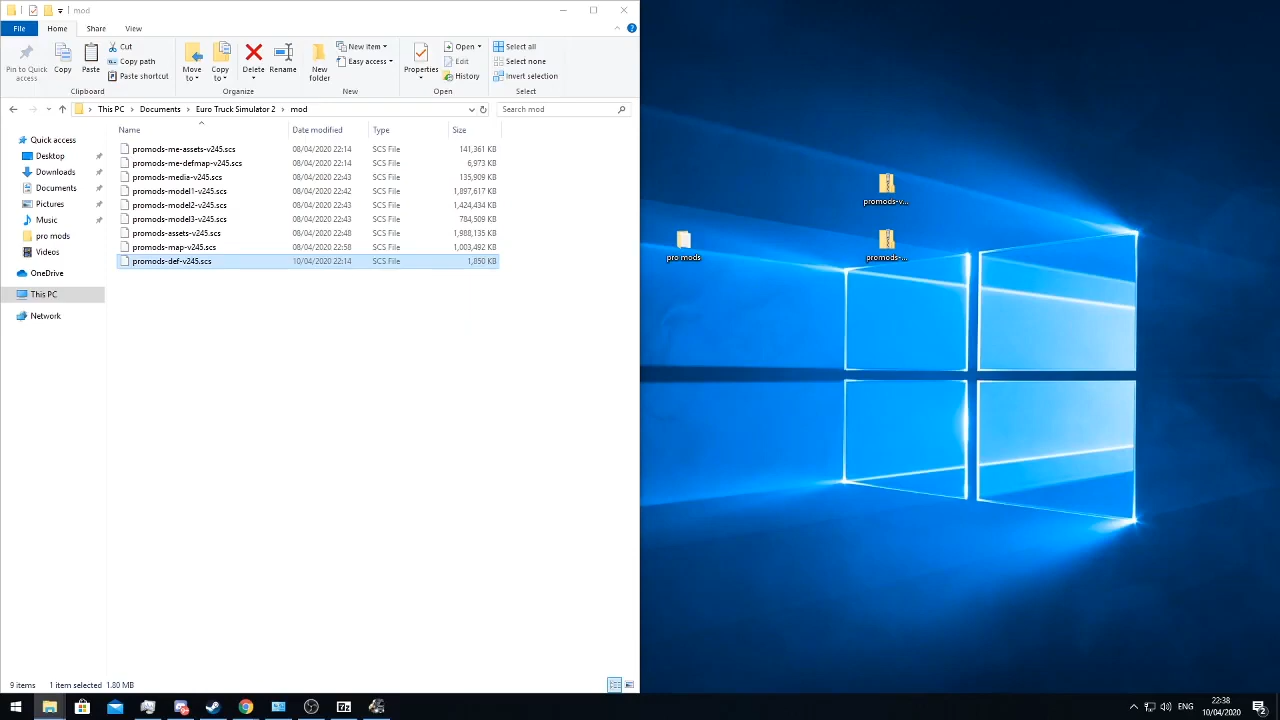 mod
File Home Share View
Pin to Quick access
Copy
Paste
Cut
Copy path
Paste shortcut
Move to
Copy to
Delete
Rename
New folder
New item
Easy access
Properties
Open
Edit
History
Select all
Select none
Invert selection
Clipboard Organize New Open Select
This PC Documents Euro Truck Simulator 2 mod
Search mod
Name Date modified Type Size
promods-me-assets-v245.scs 08/04/2020 22:14 SCS File 141,361 KB
promods-me-defmap-v245.scs 08/04/2020 22:14 SCS File 6,973 KB
promods-media-v245.scs 08/04/2020 22:43 SCS File 135,909 KB
promods-model1-v245.scs 08/04/2020 22:42 SCS File 1,897,617 KB
promods-model2-v245.scs 08/04/2020 22:43 SCS File 1,424,434 KB
promods-model3-v245.scs 08/04/2020 22:43 SCS File 784,509 KB
promods-assets-v245.scs 08/04/2020 22:48 SCS File 1,988,135 KB
promods-map-v245.scs 08/04/2020 22:58 SCS File 1,003,492 KB
promods-def-v245.scs 10/04/2020 22:14 SCS File 1,850 KB
Quick access
Desktop
Downloads
Documents
Pictures
Music
pro mods
Videos
OneDrive
This PC
Network
9 items 1 item selected 1.80 MB
promods-v...
pro mods
promods-...
ENG
22:38
10/04/2020